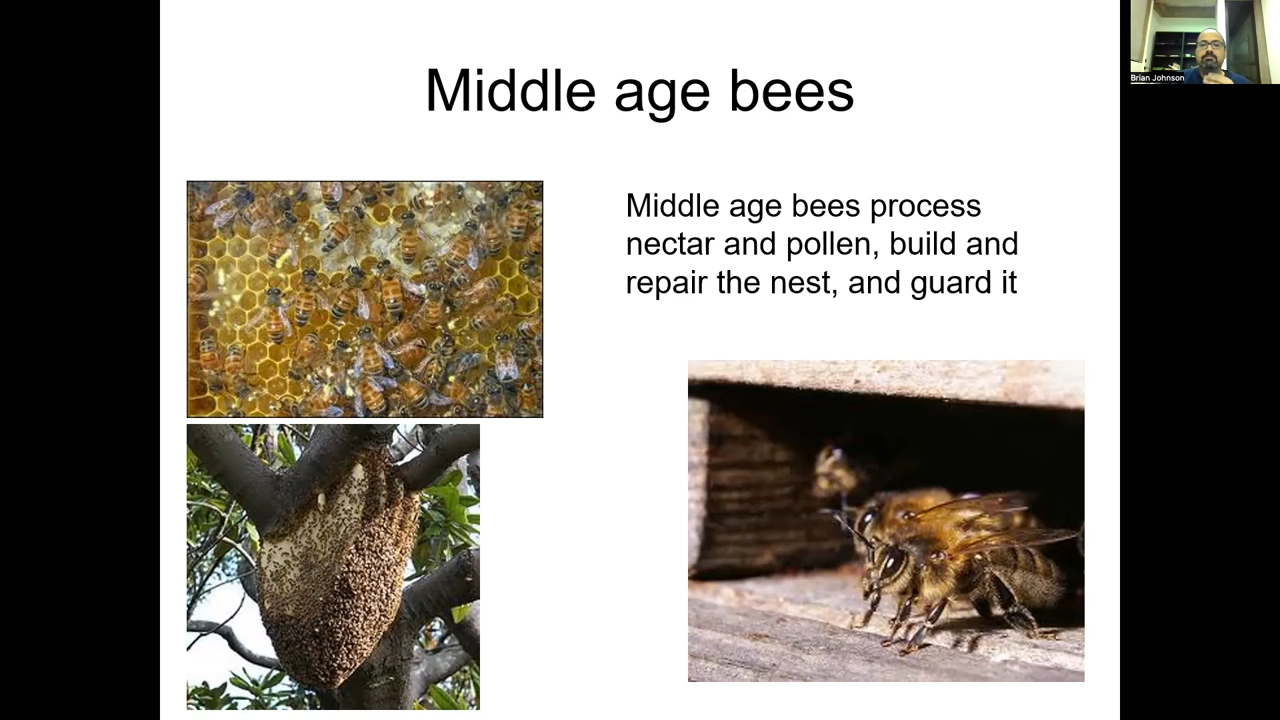 Middle age bees
Brian Johnson
Middle age bees process
nectar and pollen, build and
repair the nest, and guard it